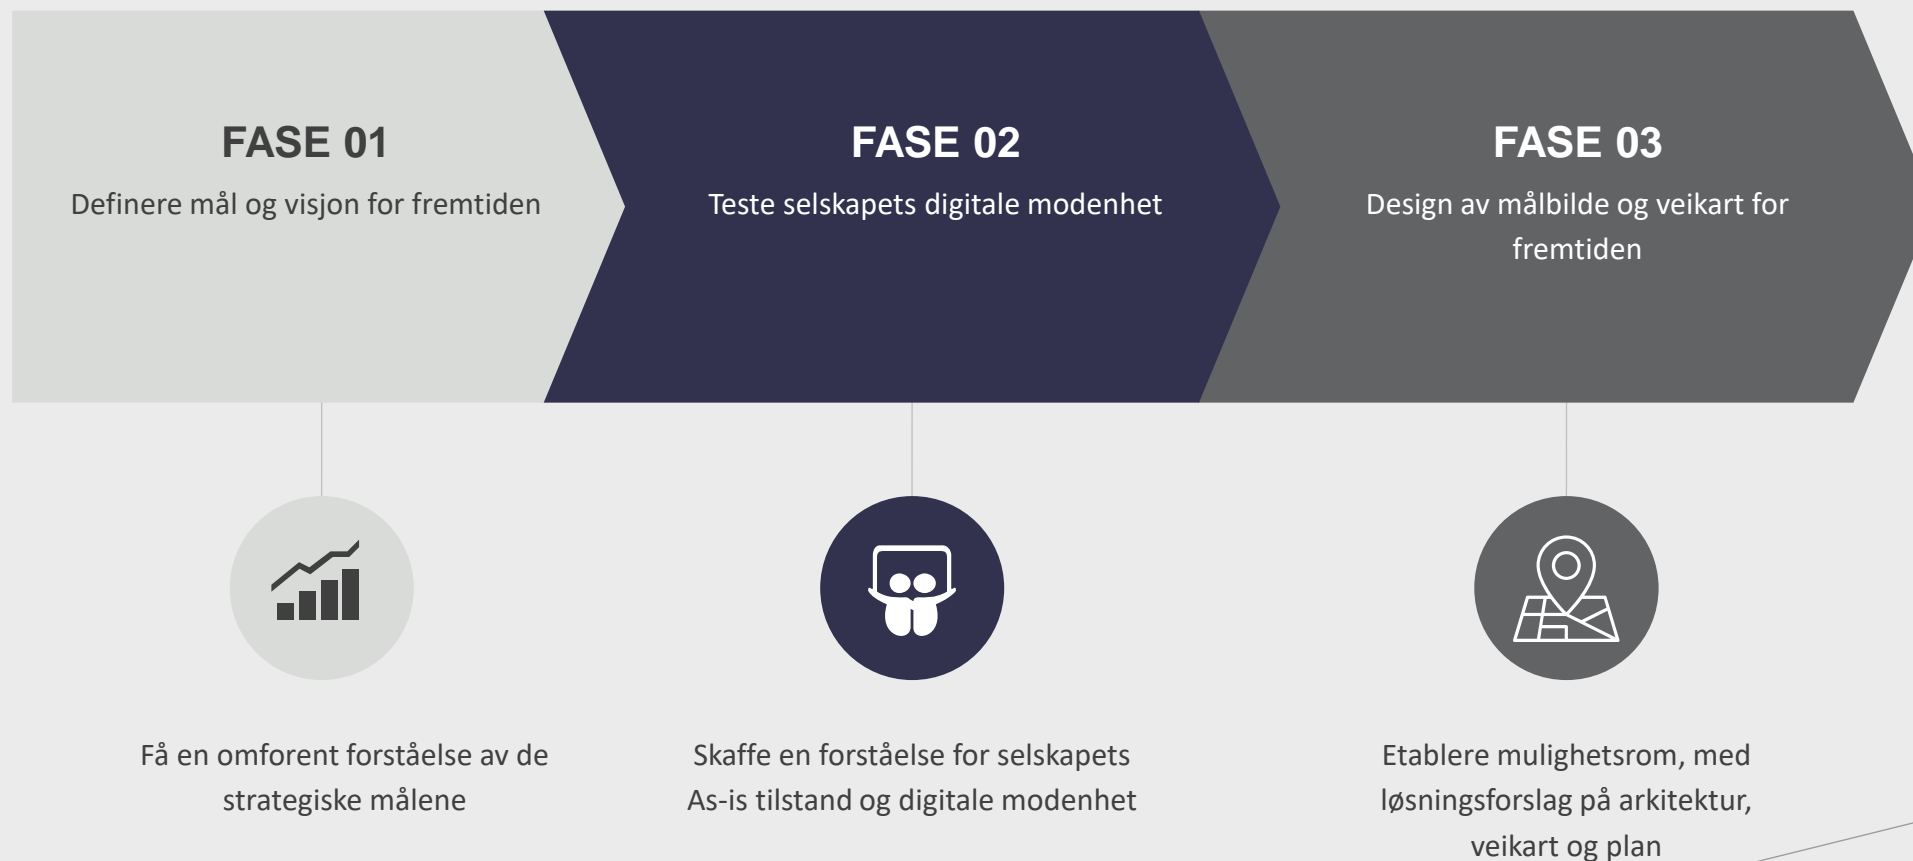 FASE 01
Definere mål og visjon for fremtiden
FASE 02
Teste selskapets digitale modenhet
FASE 03
Design av målbilde og veikart for
fremtiden
Få en omforent forståelse av de
strategiske målene
Skaffe en forståelse for selskapets
As-is tilstand og digitale modenhet
Etablere mulighetsrom, med
løsningsforslag på arkitektur,
veikart og plan